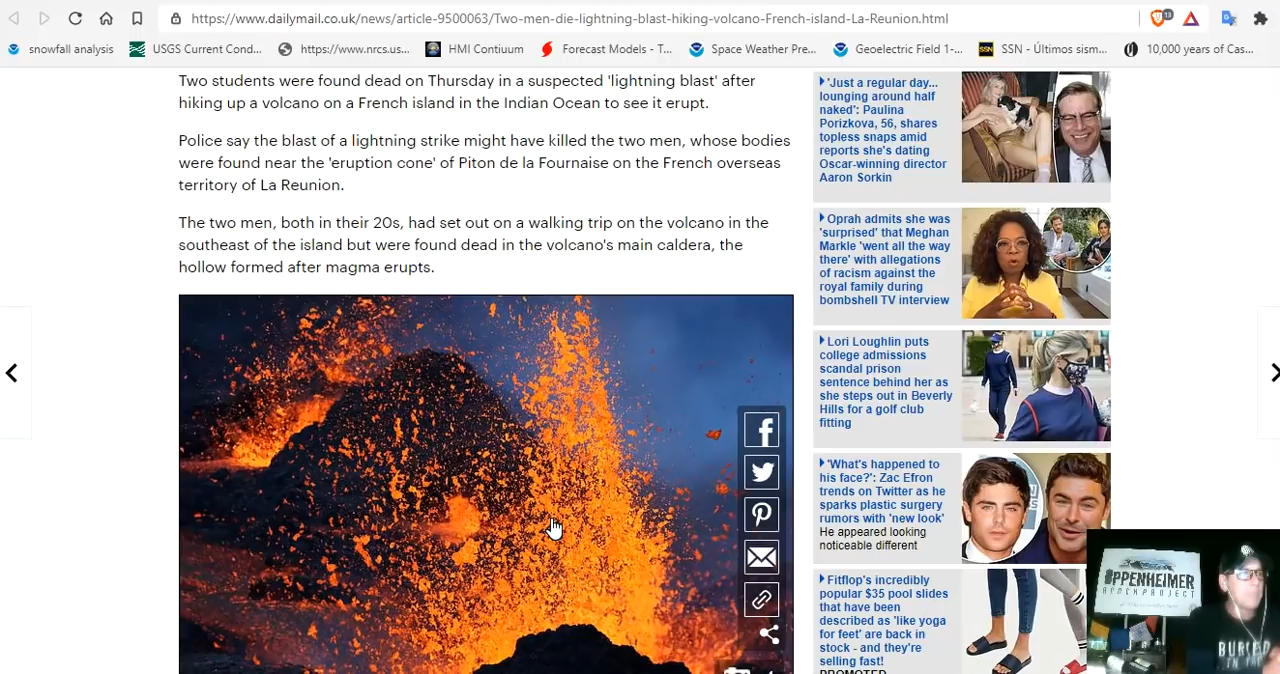 https://www.dailymail.co.uk/news/article-9500063/Two-men-die-lightning-blast-hiking-volcano-French-island-La-Reunion.html
13
snowfall analysis
USGS Current Cond...
https://www.nrcs.us...
HMI Contiuum
Forecast Models - T...
Space Weather Pre...
Geoelectric Field 1-...
SSN
SSN - Últimos sism...
10,000 years of Cas...
Two students were found dead on Thursday in a suspected 'lightning blast' after
hiking up a volcano on a French island in the Indian Ocean to see it erupt.
Police say the blast of a lightning strike might have killed the two men, whose bodies
were found near the 'eruption cone' of Piton de la Fournaise on the French overseas
territory of La Reunion.
The two men, both in their 20s, had set out on a walking trip on the volcano in the
southeast of the island but were found dead in the volcano's main caldera, the
hollow formed after magma erupts.
'Just a regular day...
lounging around half
naked': Paulina
Porizkova, 56, shares
topless snaps amid
reports she's dating
Oscar-winning director
Aaron Sorkin
Oprah admits she was
'surprised' that Meghan
Markle 'went all the way
there' with allegations
of racism against the
royal family during
bombshell TV interview
Lori Loughlin puts
college admissions
scandal prison
sentence behind her as
she steps out in Beverly
Hills for a golf club
fitting
'What's happened to
his face?': Zac Efron
trends on Twitter as he
sparks plastic surgery
rumors with 'new look'
He appeared looking
noticeable different
Fitflop's incredibly
popular $35 pool slides
that have been
described as 'like yoga
for feet' are back in
stock - and they're
selling fast!
PROMOTED
OPPENHEIMER
RANCH PROJECT
BURIED